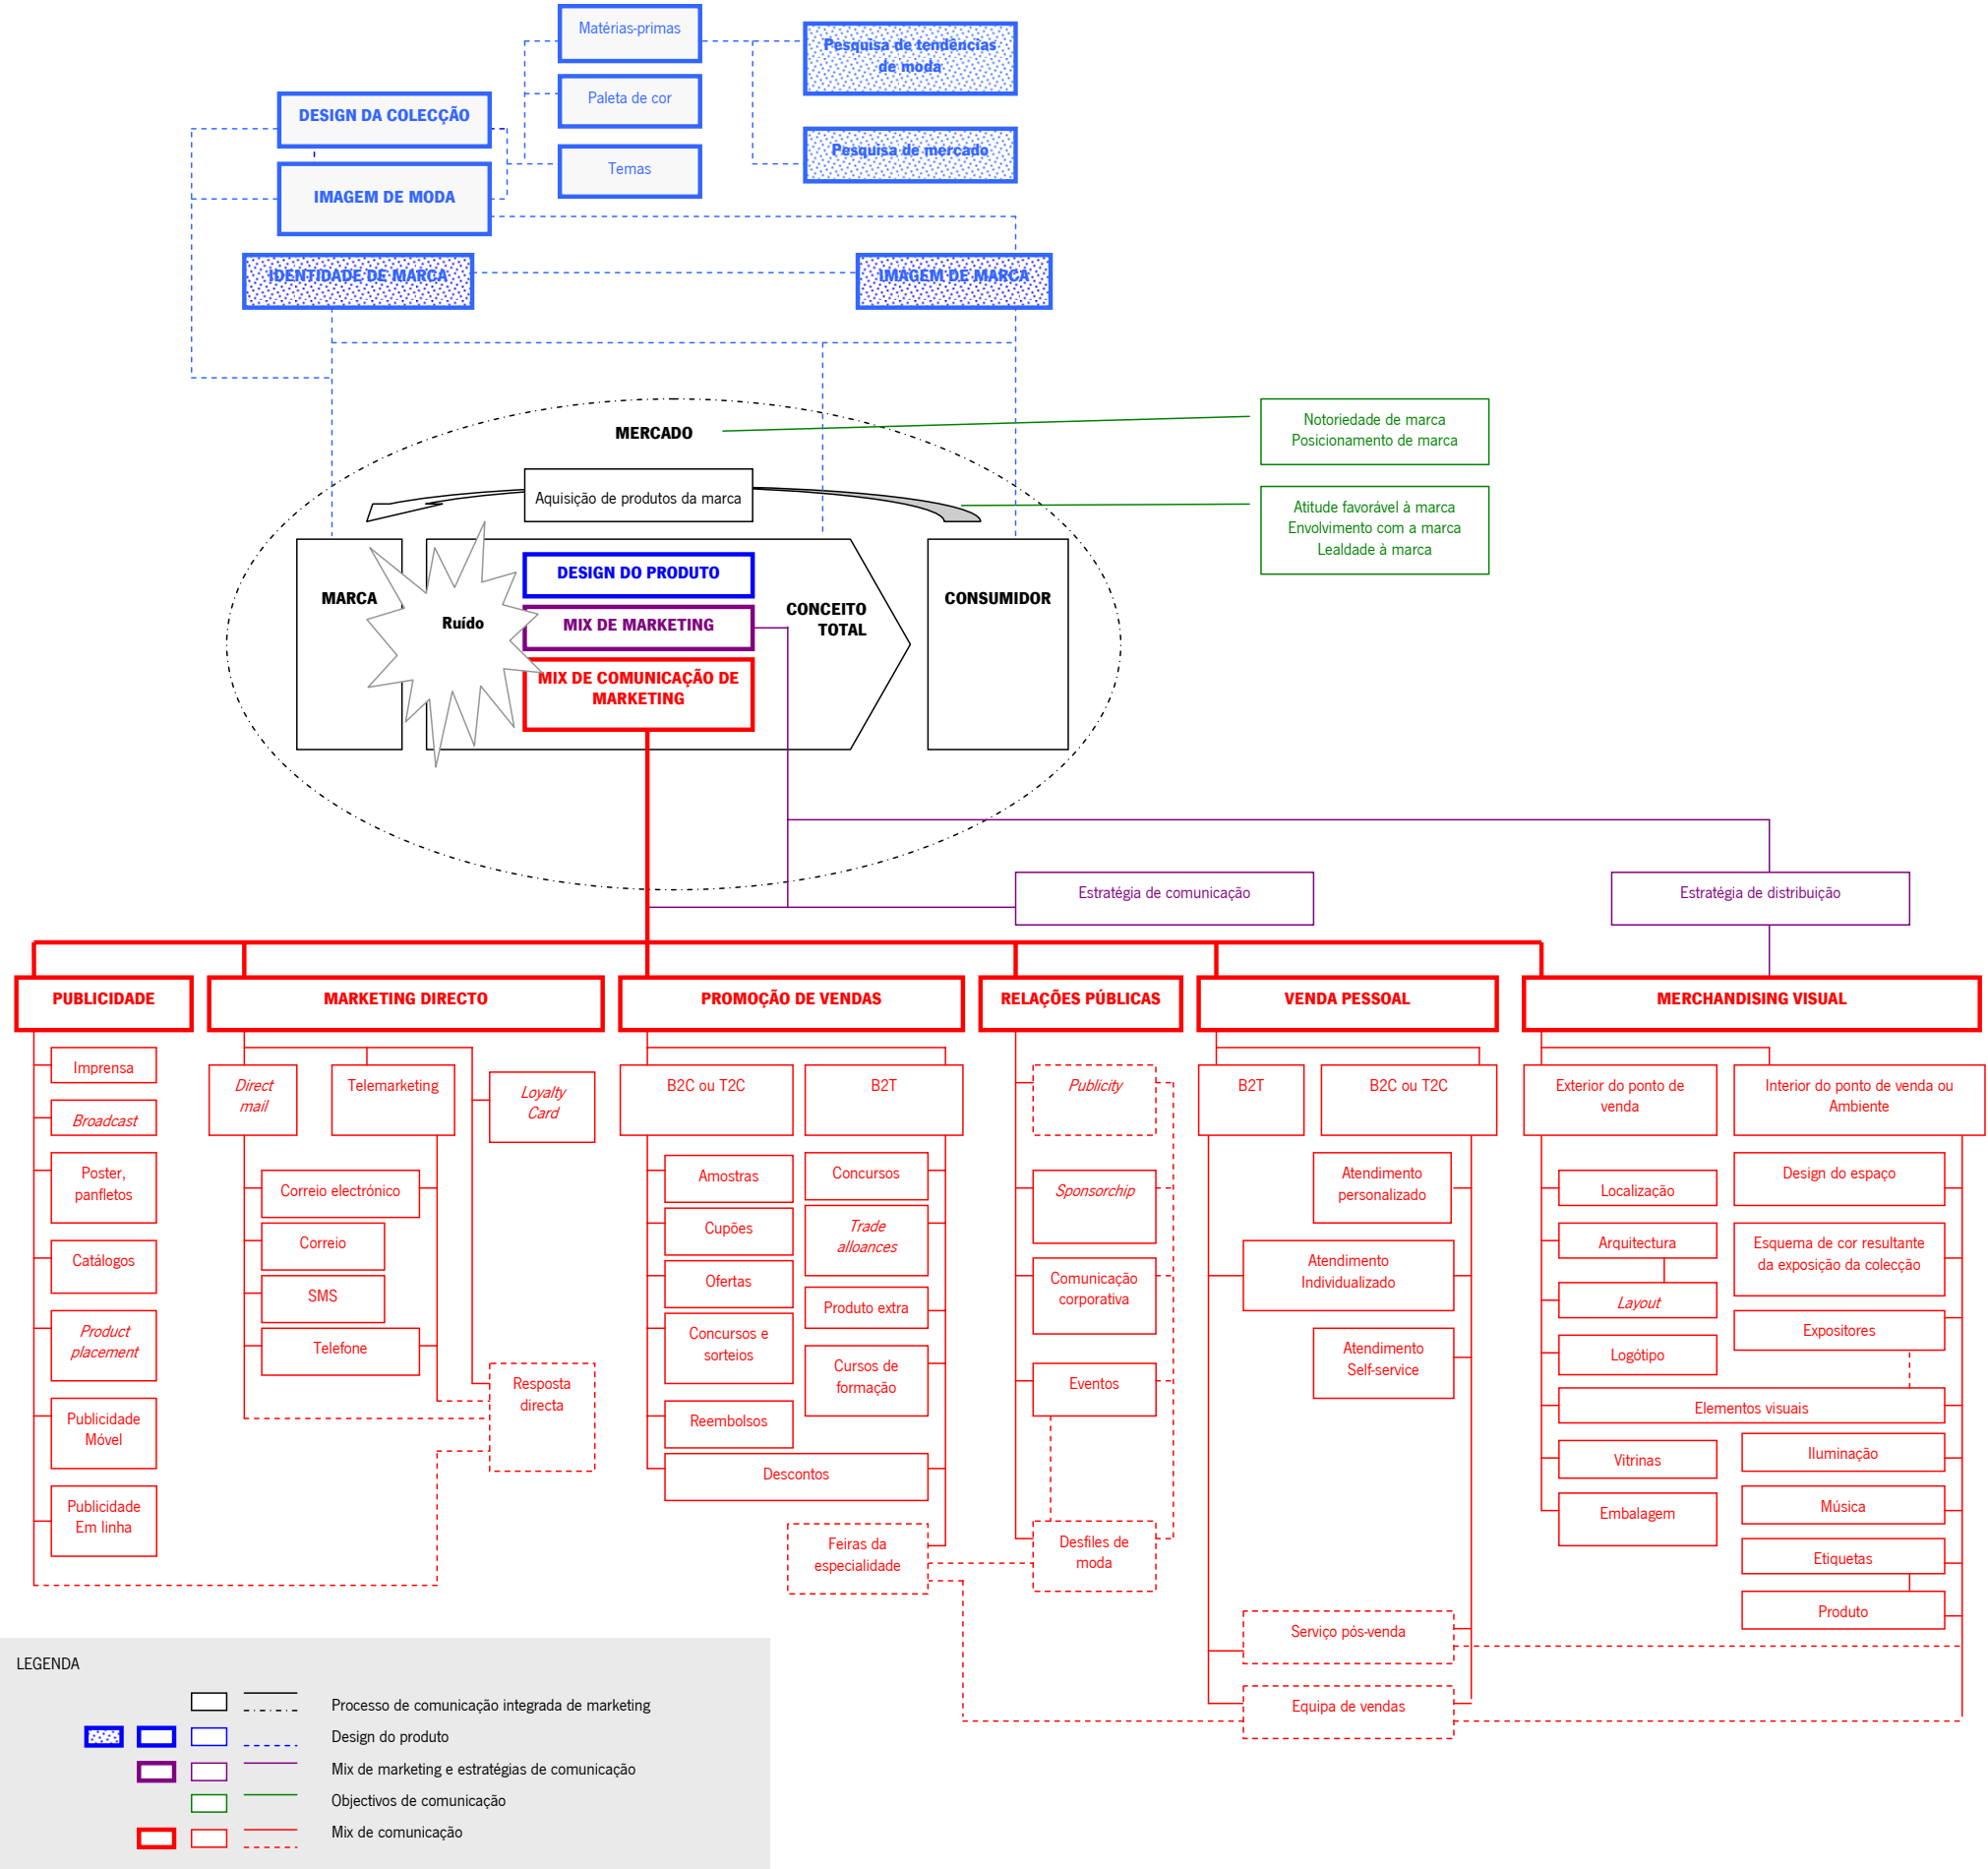 Matérias-primas
Pesquisa de tendências
de moda
Paleta de cor
DESIGN DA COLECÇÃO
Pesquisa de mercado
Temas
IMAGEM DE MODA
IDENTIDADE DE MARCA
IMAGEM DE MARCA
MERCADO
Notoriedade de marca
Posicionamento de marca
Aquisição de produtos da marca
Atitude favorável à marca
Envolvimento com a marca
Lealdade à marca
MARCA
Ruído
DESIGN DO PRODUTO
MIX DE MARKETING
MIX DE COMUNICAÇÃO DE
MARKETING
CONCEITO
TOTAL
CONSUMIDOR
Estratégia de comunicação
Estratégia de distribuição
PUBLICIDADE
MARKETING DIRECTO
PROMOÇÃO DE VENDAS
RELAÇÕES PÚBLICAS
VENDA PESSOAL
MERCHANDISING VISUAL
Imprensa
Broadcast
Poster,
panfletos
Catálogos
Product
placement
Publicidade
Móvel
Publicidade
Em linha
Direct
mail
Telemarketing
Loyalty
Card
Correio electrónico
Correio
SMS
Telefone
Resposta
directa
B2C ou T2C
B2T
Amostras
Cupões
Ofertas
Concursos e
sorteios
Reembolsos
Descontos
Concursos
Trade
alloances
Produto extra
Cursos de
formação
Feiras da
especialidade
Publicity
Sponsorchip
Comunicação
corporativa
Eventos
Desfiles de
moda
B2T
B2C ou T2C
Atendimento
personalizado
Atendimento
Individualizado
Atendimento
Self-service
Serviço pós-venda
Equipa de vendas
Exterior do ponto de
venda
Interior do ponto de venda ou
Ambiente
Localização
Arquitectura
Layout
Logótipo
Elementos visuais
Vitrinas
Embalagem
Design do espaço
Esquema de cor resultante
da exposição da colecção
Expositores
Iluminação
Música
Etiquetas
Produto
LEGENDA
Processo de comunicação integrada de marketing
Design do produto
Mix de marketing e estratégias de comunicação
Objectivos de comunicação
Mix de comunicação